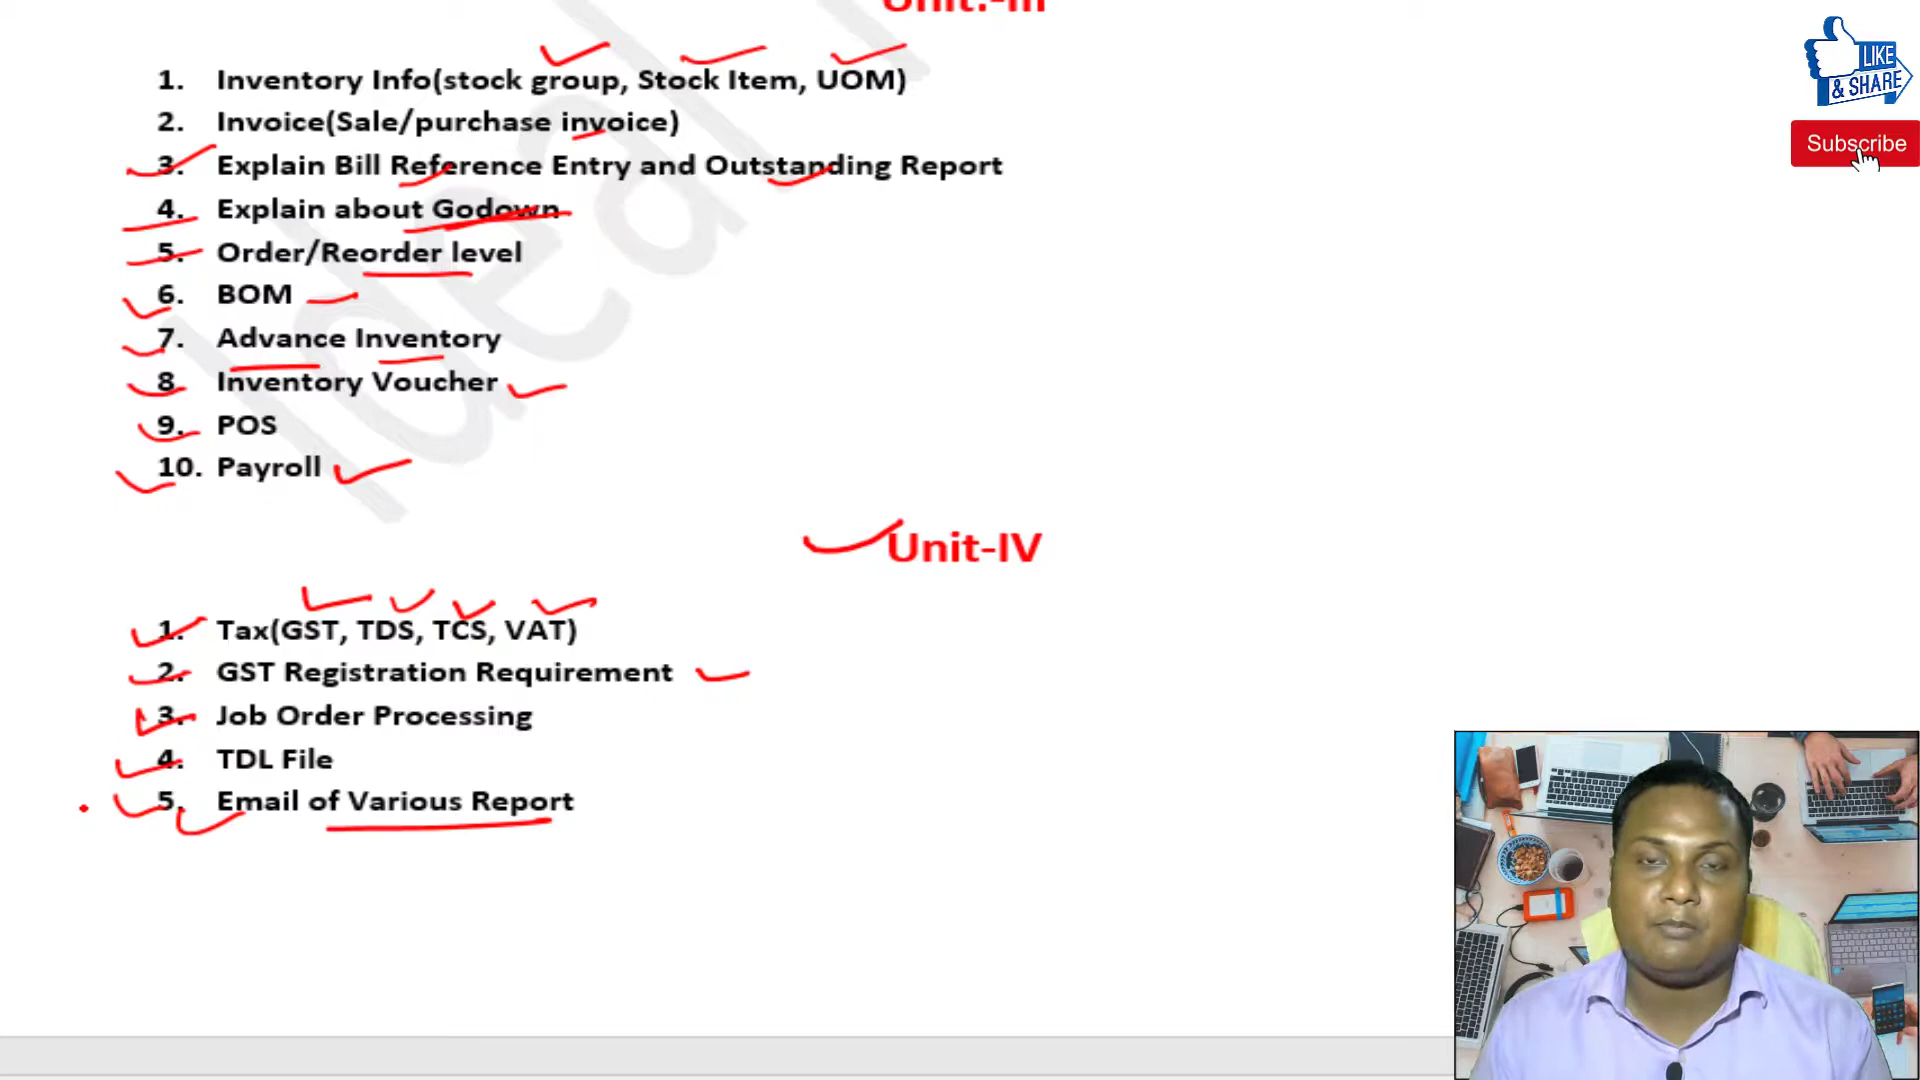 Unit.-III
1. Inventory Info(stock group, Stock Item, UOM)
2. Invoice(Sale/purchase invoice)
3. Explain Bill Reference Entry and Outstanding Report
4. Explain about Godown
5. Order/Reorder level
6. BOM
7. Advance Inventory
8. Inventory Voucher
9. POS
10. Payroll
Unit-IV
1. Tax(GST, TDS, TCS, VAT)
2. GST Registration Requirement
3. Job Order Processing
4. TDL File
5. Email of Various Report
LIKE
& SHARE
Subscribe
Ideal